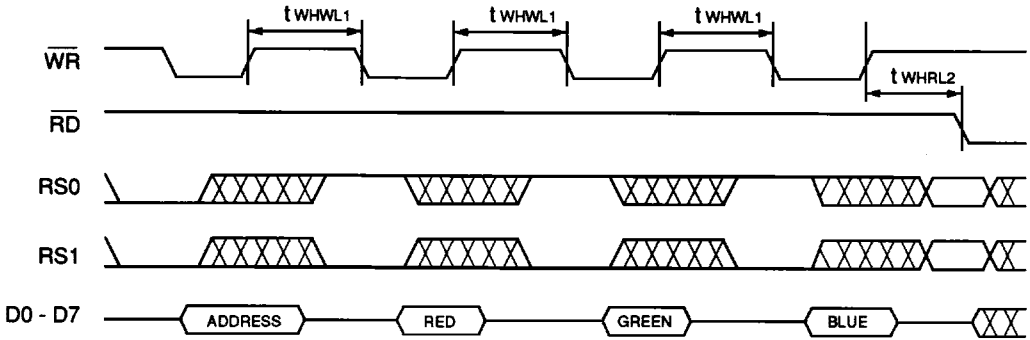 t WHWL1 t WHWL1 t WHWL1
WR
t WHRL2
RD
RS0
RS1
D0 - D7 ADDRESS RED GREEN BLUE